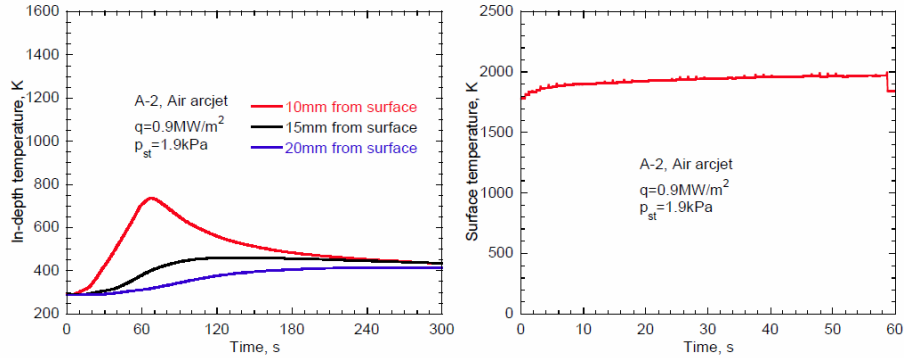 In-depth temperature, K
1600
1400
1200
1000
800
600
400
200
0
60
120
180
240
300
Time, s
A-2, Air arcjet
q=0.9MW/m²
p_st=1.9kPa
10mm from surface
15mm from surface
20mm from surface
Surface temperature, K
2500
2000
1500
1000
500
0
0
10
20
30
40
50
60
Time, s
A-2, Air arcjet
q=0.9MW/m²
p_st=1.9kPa